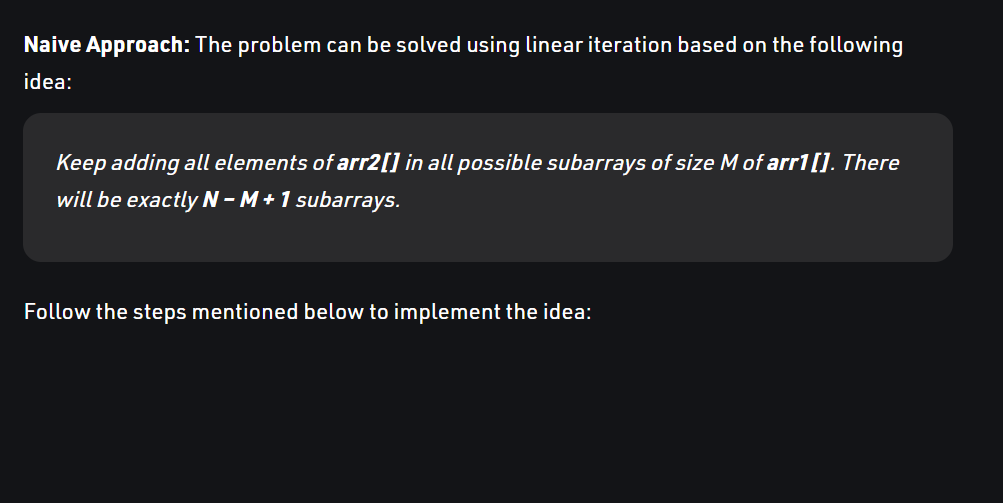 Naive Approach: The problem can be solved using linear iteration based on the following
idea:
Keep adding all elements of arr2[] in all possible subarrays of size M of arr1[]. There
will be exactly N – M + 1 subarrays.
Follow the steps mentioned below to implement the idea: